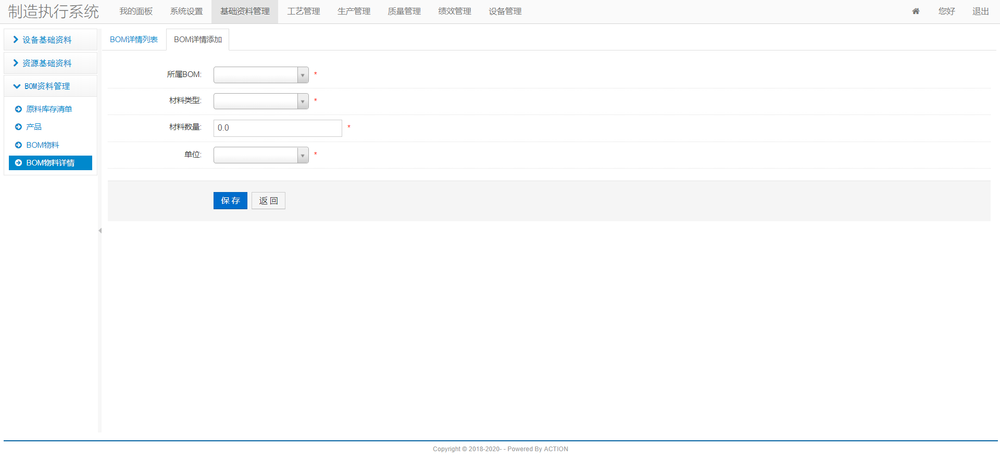 制造执行系统 我的面板 系统设置 基础资料管理 工艺管理 生产管理 质量管理 绩效管理 设备管理 您好 退出
设备基础资料
资源基础资料
BOM资料管理
原料库存清单
产品
BOM物料
BOM物料详情
BOM详情列表 BOM详情添加
所属BOM: *
材料类型: *
材料数量: 0.0 *
单位: *
保 存 返 回
Copyright © 2018-2020- - Powered By ACTION